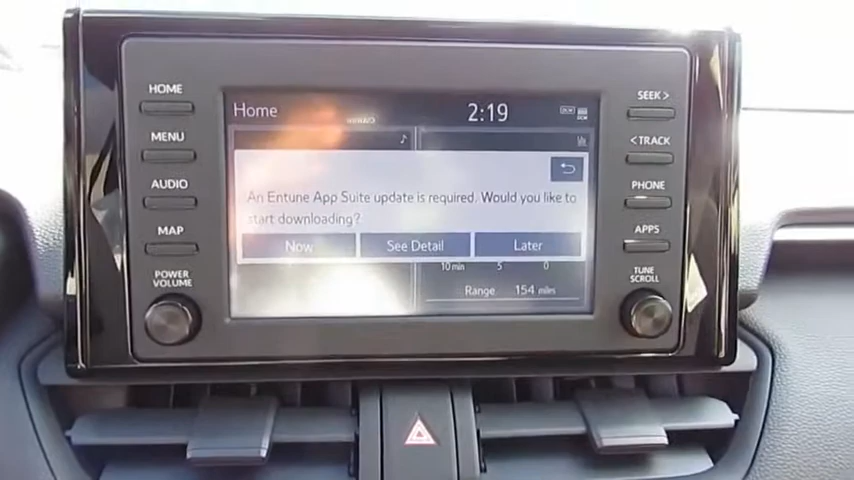 HOME
MENU
AUDIO
MAP
POWER
VOLUME
Home
2:19
An Entune App Suite update is required. Would you like to
start downloading?
Now
See Detail
Later
10 min 5 0
Range 154 miles
SEEK >
< TRACK
PHONE
APPS
TUNE
SCROLL